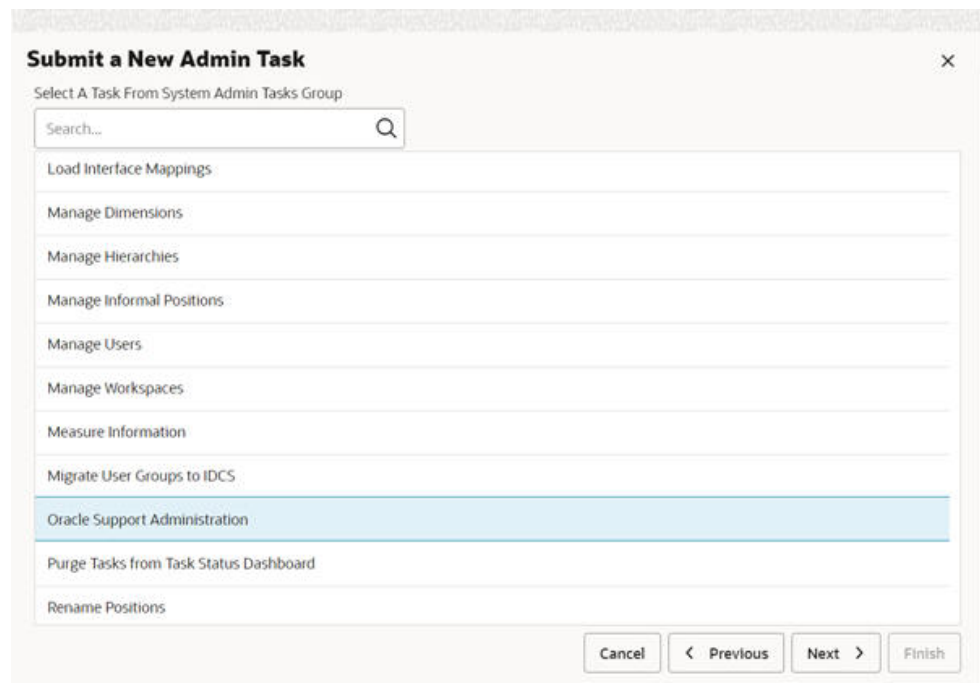 Submit a New Admin Task
Select A Task From System Admin Tasks Group
Search...
Load Interface Mappings
Manage Dimensions
Manage Hierarchies
Manage Informal Positions
Manage Users
Manage Workspaces
Measure Information
Migrate User Groups to IDCS
Oracle Support Administration
Purge Tasks from Task Status Dashboard
Rename Positions
Cancel Previous Next Finish